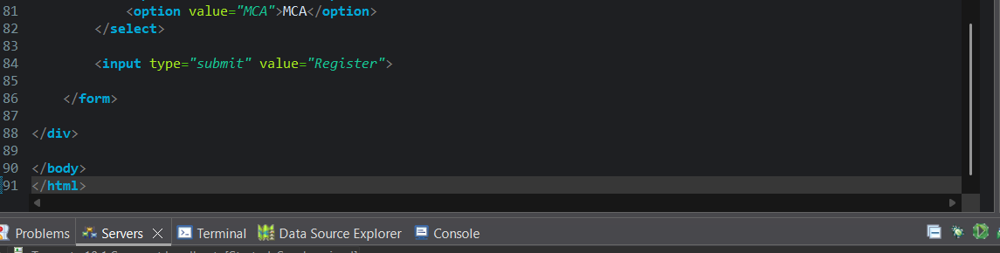 81 <option value="MCA">MCA</option>
82 </select>
83
84 <input type="submit" value="Register">
85
86 </form>
87
88 </div>
89
90 </body>
91 </html>
Problems Servers Terminal Data Source Explorer Console